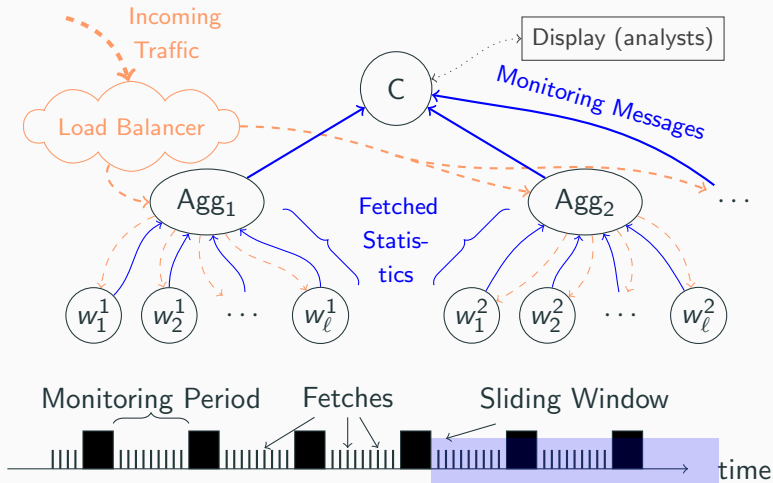 Incoming
Traffic
Display (analysts)
C
Monitoring Messages
Load Balancer
Agg₁
Fetched
Statis-
tics
Agg₂
...
w₁¹ w₂¹ ... wℓ¹
w₁² w₂² ... wℓ²
Monitoring Period
Fetches
Sliding Window
time